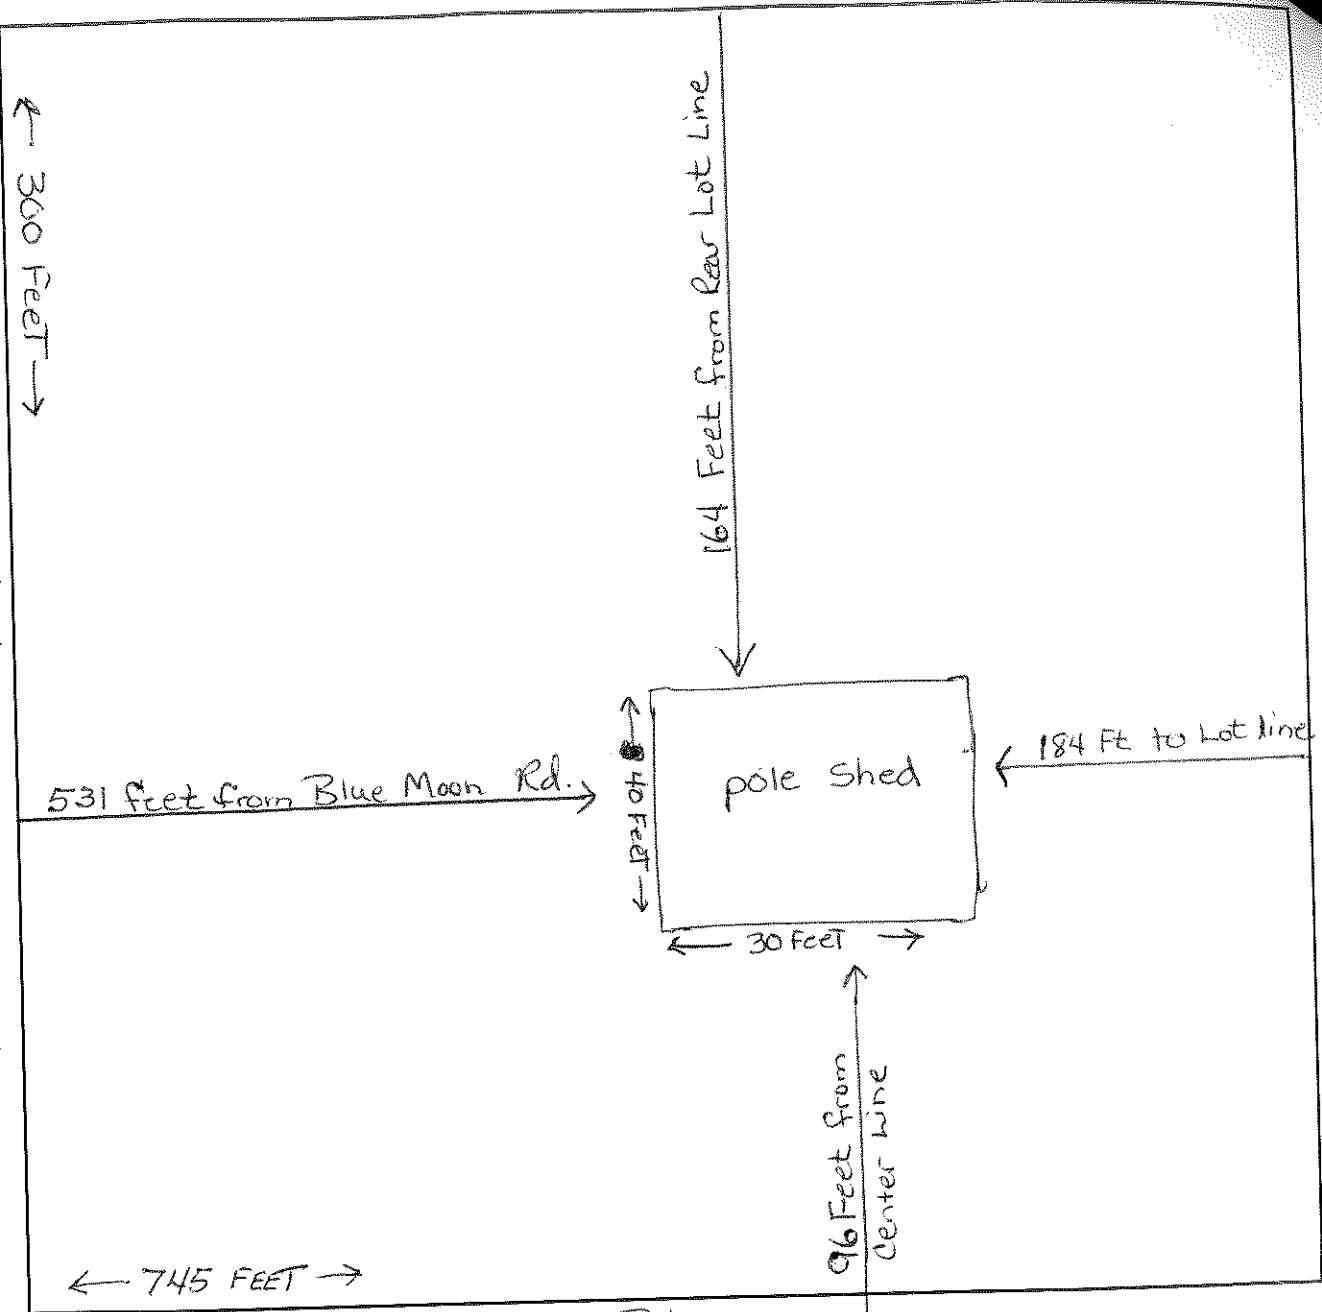 300 Feet
164 Feet from Rear Lot Line
531 feet from Blue Moon Rd.
40 Feet
pole Shed
184 Ft to Lot line
30 Feet
96 Feet from
Center Line
745 FEET